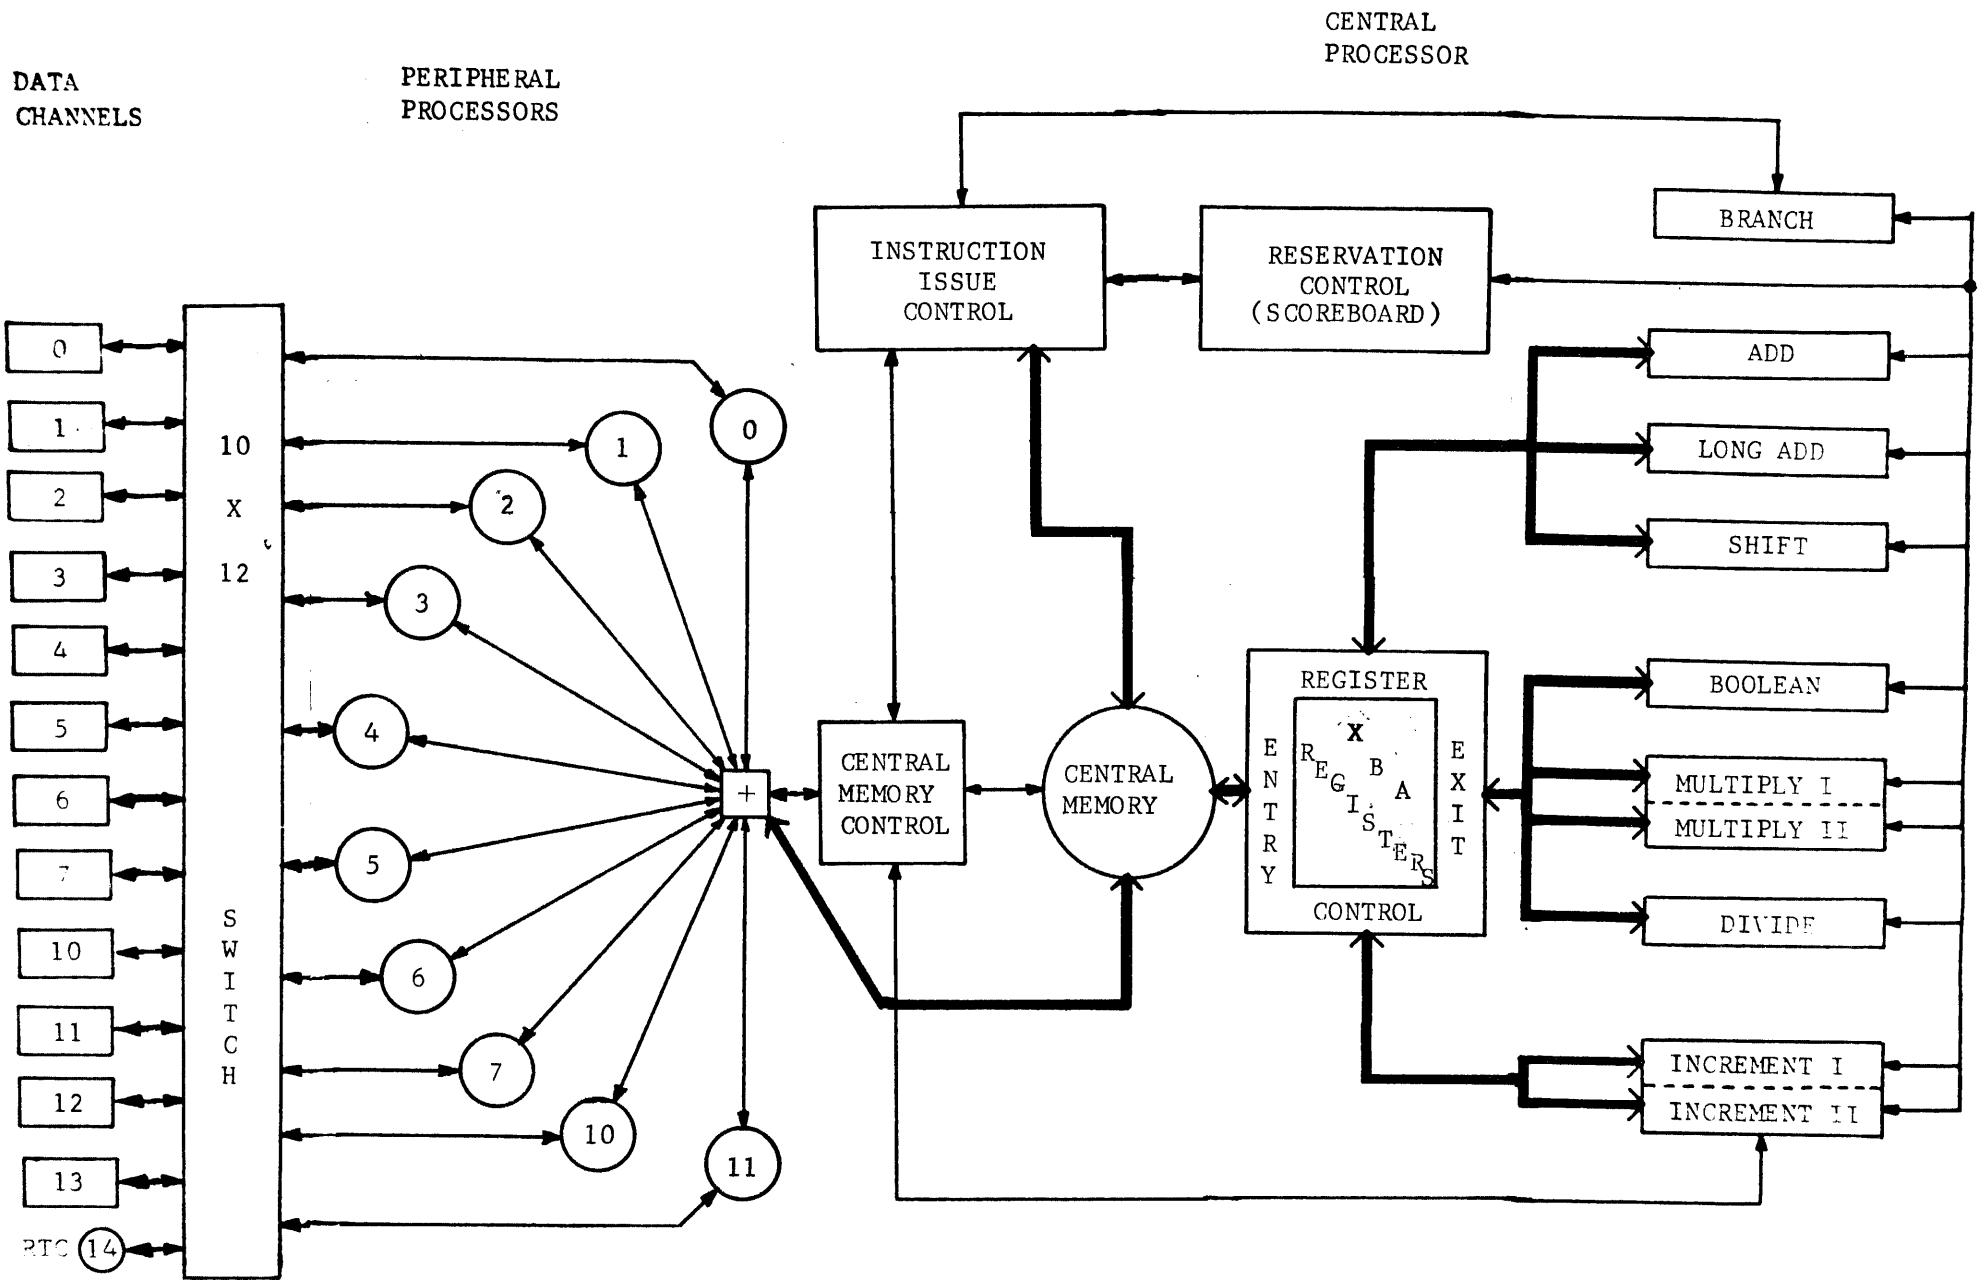 CENTRAL
PROCESSOR
DATA
CHANNELS
PERIPHERAL
PROCESSORS
INSTRUCTION
ISSUE
CONTROL
RESERVATION
CONTROL
(SCOREBOARD)
BRANCH
ADD
LONG ADD
SHIFT
BOOLEAN
MULTIPLY I
MULTIPLY II
DIVIDE
INCREMENT I
INCREMENT II
0
1
2
3
4
5
6
7
10
11
12
13
RTC 14
10
X
12
SWITCH
0
1
2
3
4
5
6
7
10
11
+
CENTRAL
MEMORY
CONTROL
CENTRAL
MEMORY
REGISTER
ENTRY
X
B
A
REGISTERS
EXIT
CONTROL